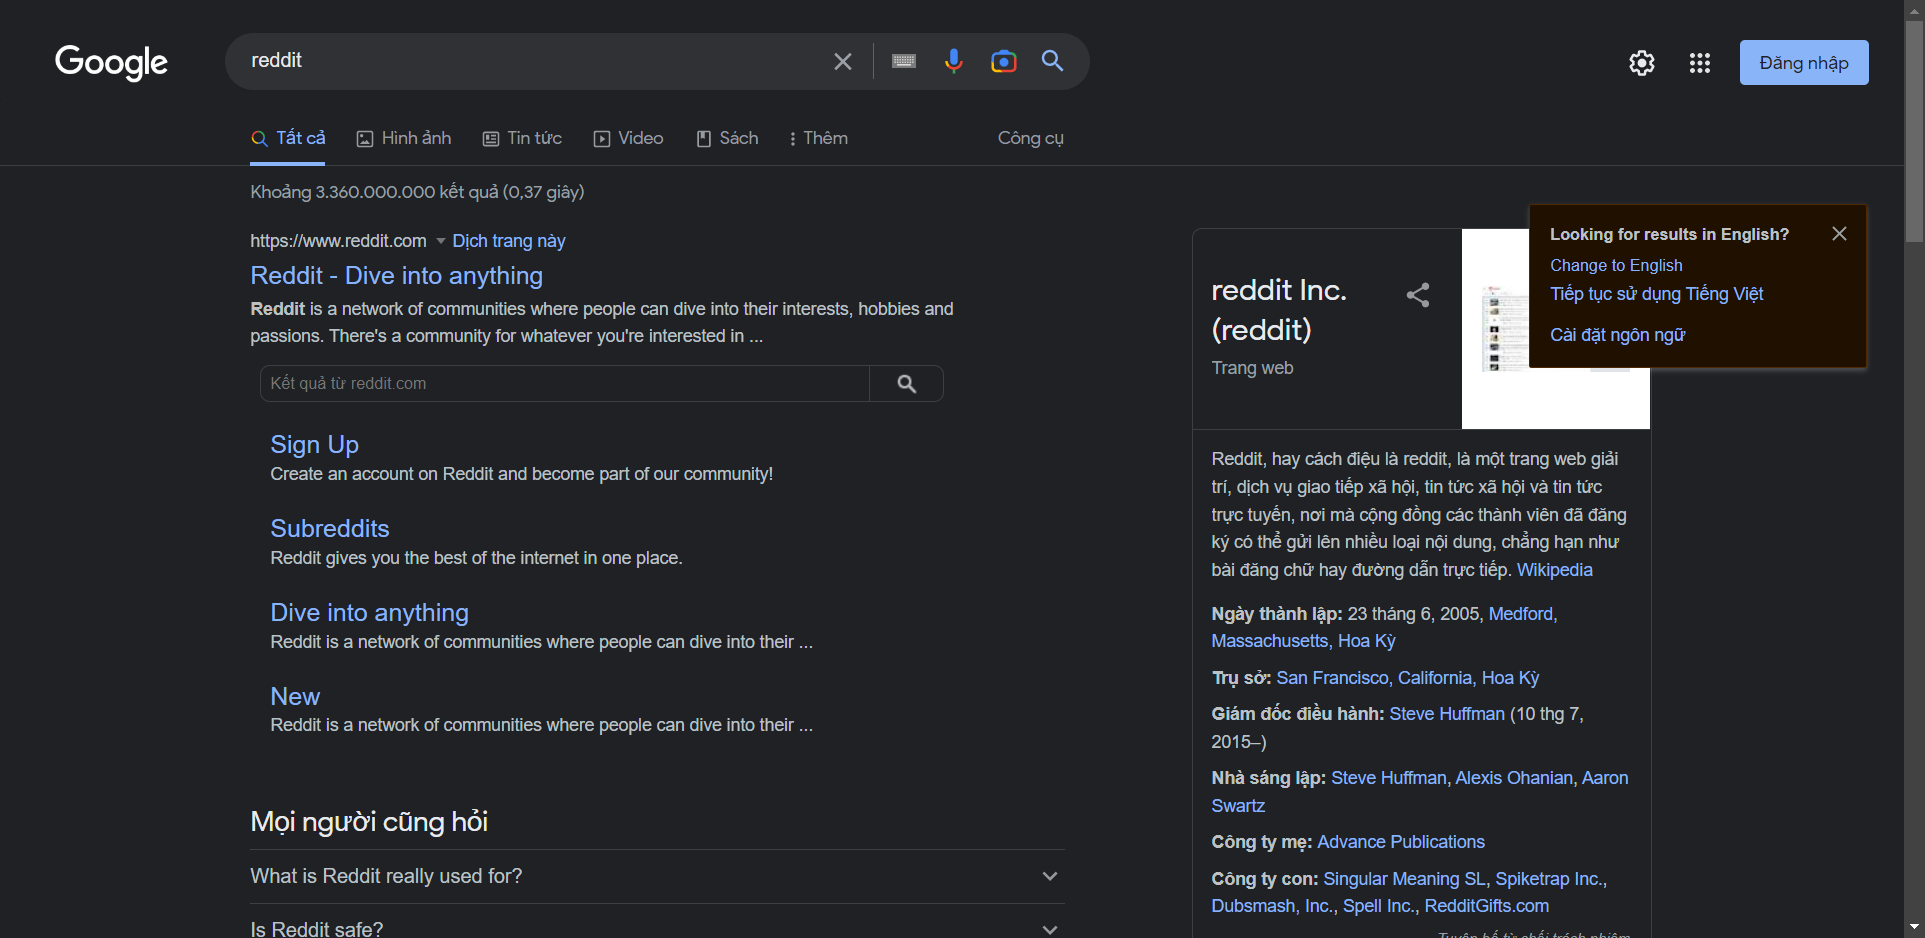 Google
reddit
Đăng nhập
Tất cả
Hình ảnh
Tin tức
Video
Sách
Thêm
Công cụ
Khoảng 3.360.000.000 kết quả (0,37 giây)
https://www.reddit.com
Dịch trang này
Reddit - Dive into anything
Reddit is a network of communities where people can dive into their interests, hobbies and
passions. There's a community for whatever you're interested in ...
Kết quả từ reddit.com
Sign Up
Create an account on Reddit and become part of our community!
Subreddits
Reddit gives you the best of the internet in one place.
Dive into anything
Reddit is a network of communities where people can dive into their ...
New
Reddit is a network of communities where people can dive into their ...
Mọi người cũng hỏi
What is Reddit really used for?
Is Reddit safe?
Looking for results in English?
Change to English
Tiếp tục sử dụng Tiếng Việt
Cài đặt ngôn ngữ
reddit Inc.
(reddit)
Trang web
Reddit, hay cách điệu là reddit, là một trang web giải
trí, dịch vụ giao tiếp xã hội, tin tức xã hội và tin tức
trực tuyến, nơi mà cộng đồng các thành viên đã đăng
ký có thể gửi lên nhiều loại nội dung, chẳng hạn như
bài đăng chữ hay đường dẫn trực tiếp. Wikipedia
Ngày thành lập: 23 tháng 6, 2005, Medford,
Massachusetts, Hoa Kỳ
Trụ sở: San Francisco, California, Hoa Kỳ
Giám đốc điều hành: Steve Huffman (10 thg 7,
2015–)
Nhà sáng lập: Steve Huffman, Alexis Ohanian, Aaron
Swartz
Công ty mẹ: Advance Publications
Công ty con: Singular Meaning SL, Spiketrap Inc.,
Dubsmash, Inc., Spell Inc., RedditGifts.com
Tuyên bố từ chối trách nhiệm